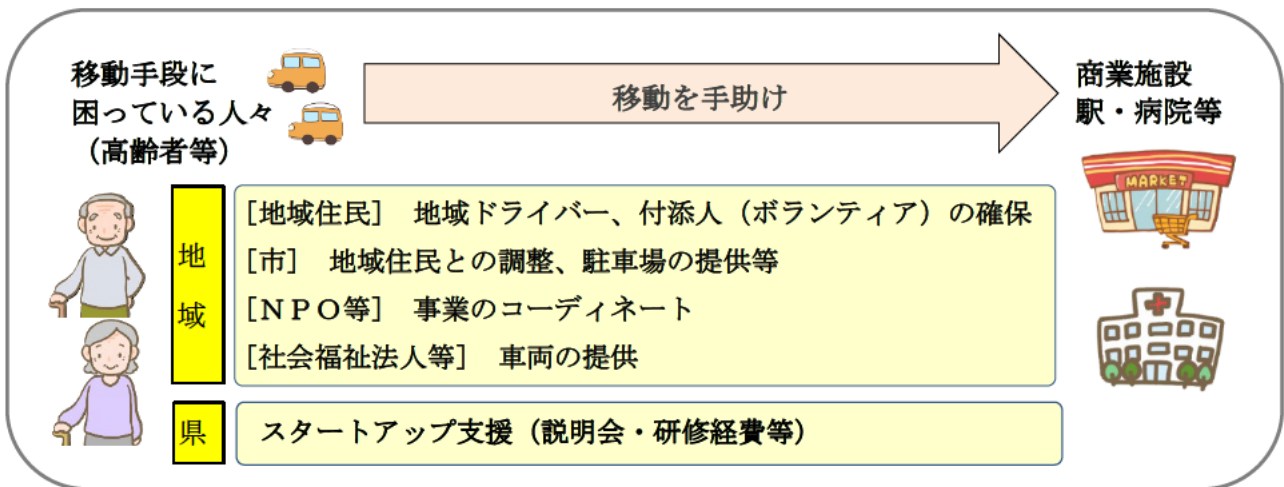 移動手段に
困っている人々
（高齢者等）
移動を手助け
商業施設
駅・病院等
MARKET
地域
［地域住民］　地域ドライバー、付添人（ボランティア）の確保
［市］　地域住民との調整、駐車場の提供等
［ＮＰＯ等］　事業のコーディネート
［社会福祉法人等］　車両の提供
県
スタートアップ支援（説明会・研修経費等）